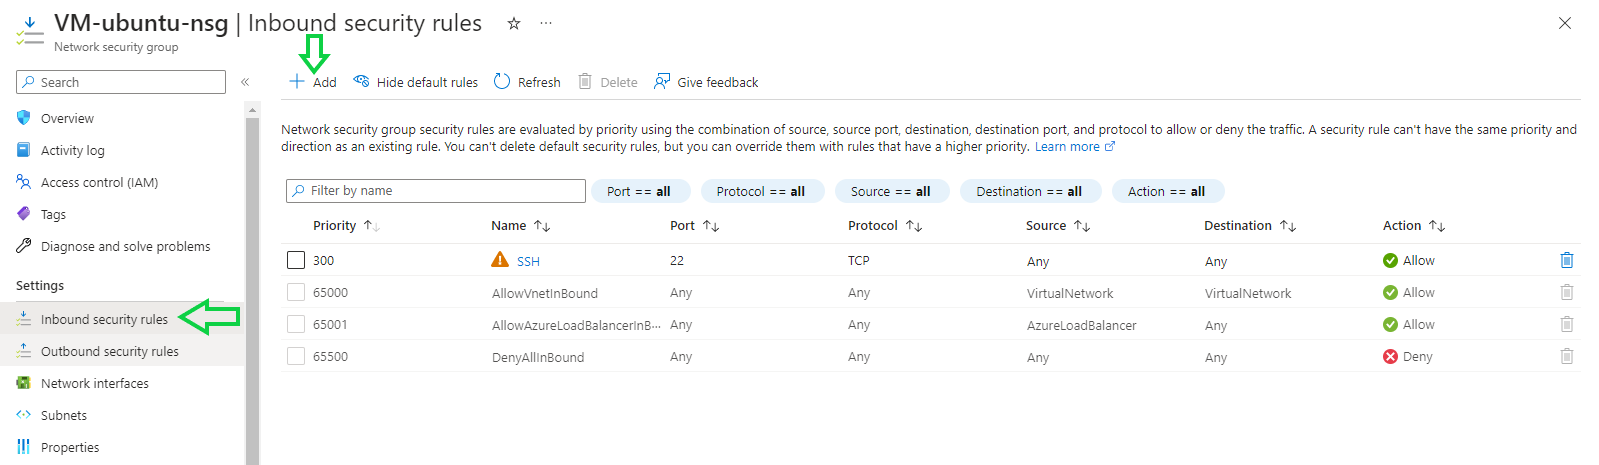 VM-ubuntu-nsg | Inbound security rules ☆ ···
Network security group
Search «
Add Hide default rules Refresh Delete Give feedback
Overview
Activity log
Access control (IAM)
Tags
Diagnose and solve problems
Settings
Inbound security rules
Outbound security rules
Network interfaces
Subnets
Properties
Network security group security rules are evaluated by priority using the combination of source, source port, destination, destination port, and protocol to allow or deny the traffic. A security rule can't have the same priority and
direction as an existing rule. You can't delete default security rules, but you can override them with rules that have a higher priority. Learn more
Filter by name Port == all Protocol == all Source == all Destination == all Action == all
Priority ↑↓ Name ↑↓ Port ↑↓ Protocol ↑↓ Source ↑↓ Destination ↑↓ Action ↑↓
300 SSH 22 TCP Any Any Allow
65000 AllowVnetInBound Any Any VirtualNetwork VirtualNetwork Allow
65001 AllowAzureLoadBalancerInB··· Any Any AzureLoadBalancer Any Allow
65500 DenyAllInBound Any Any Any Any Deny